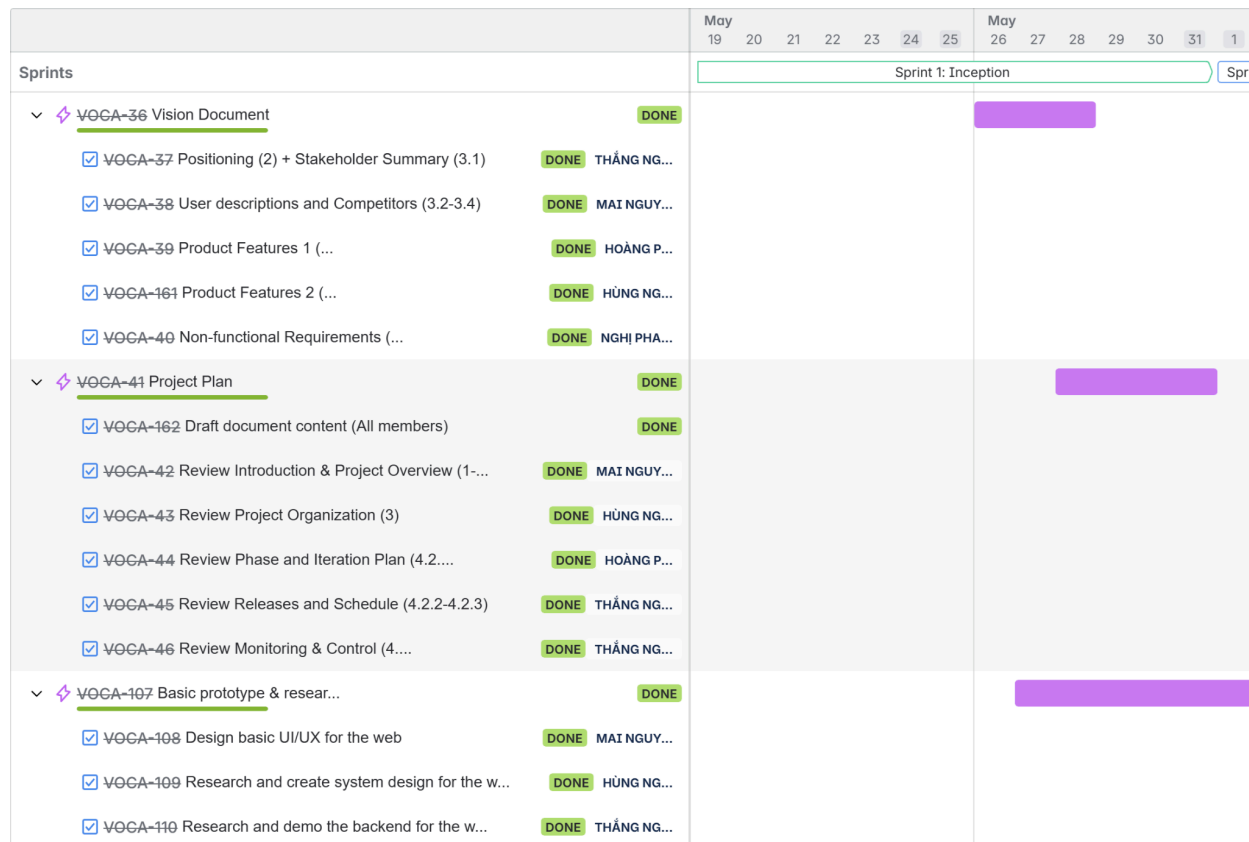 May May
19 20 21 22 23 24 25 26 27 28 29 30 31 1
Sprints Sprint 1: Inception Spr
VOCA-36 Vision Document DONE
VOCA-37 Positioning (2) + Stakeholder Summary (3.1) DONE THẮNG NG...
VOCA-38 User descriptions and Competitors (3.2-3.4) DONE MAI NGUY...
VOCA-39 Product Features 1 (... DONE HOÀNG P...
VOCA-161 Product Features 2 (... DONE HÙNG NG...
VOCA-40 Non-functional Requirements (... DONE NGHỊ PHA...
VOCA-41 Project Plan DONE
VOCA-162 Draft document content (All members) DONE
VOCA-42 Review Introduction & Project Overview (1-... DONE MAI NGUY...
VOCA-43 Review Project Organization (3) DONE HÙNG NG...
VOCA-44 Review Phase and Iteration Plan (4.2.... DONE HOÀNG P...
VOCA-45 Review Releases and Schedule (4.2.2-4.2.3) DONE THẮNG NG...
VOCA-46 Review Monitoring & Control (4.... DONE THẮNG NG...
VOCA-107 Basic prototype & resear... DONE
VOCA-108 Design basic UI/UX for the web DONE MAI NGUY...
VOCA-109 Research and create system design for the w... DONE HÙNG NG...
VOCA-110 Research and demo the backend for the w... DONE THẮNG NG...